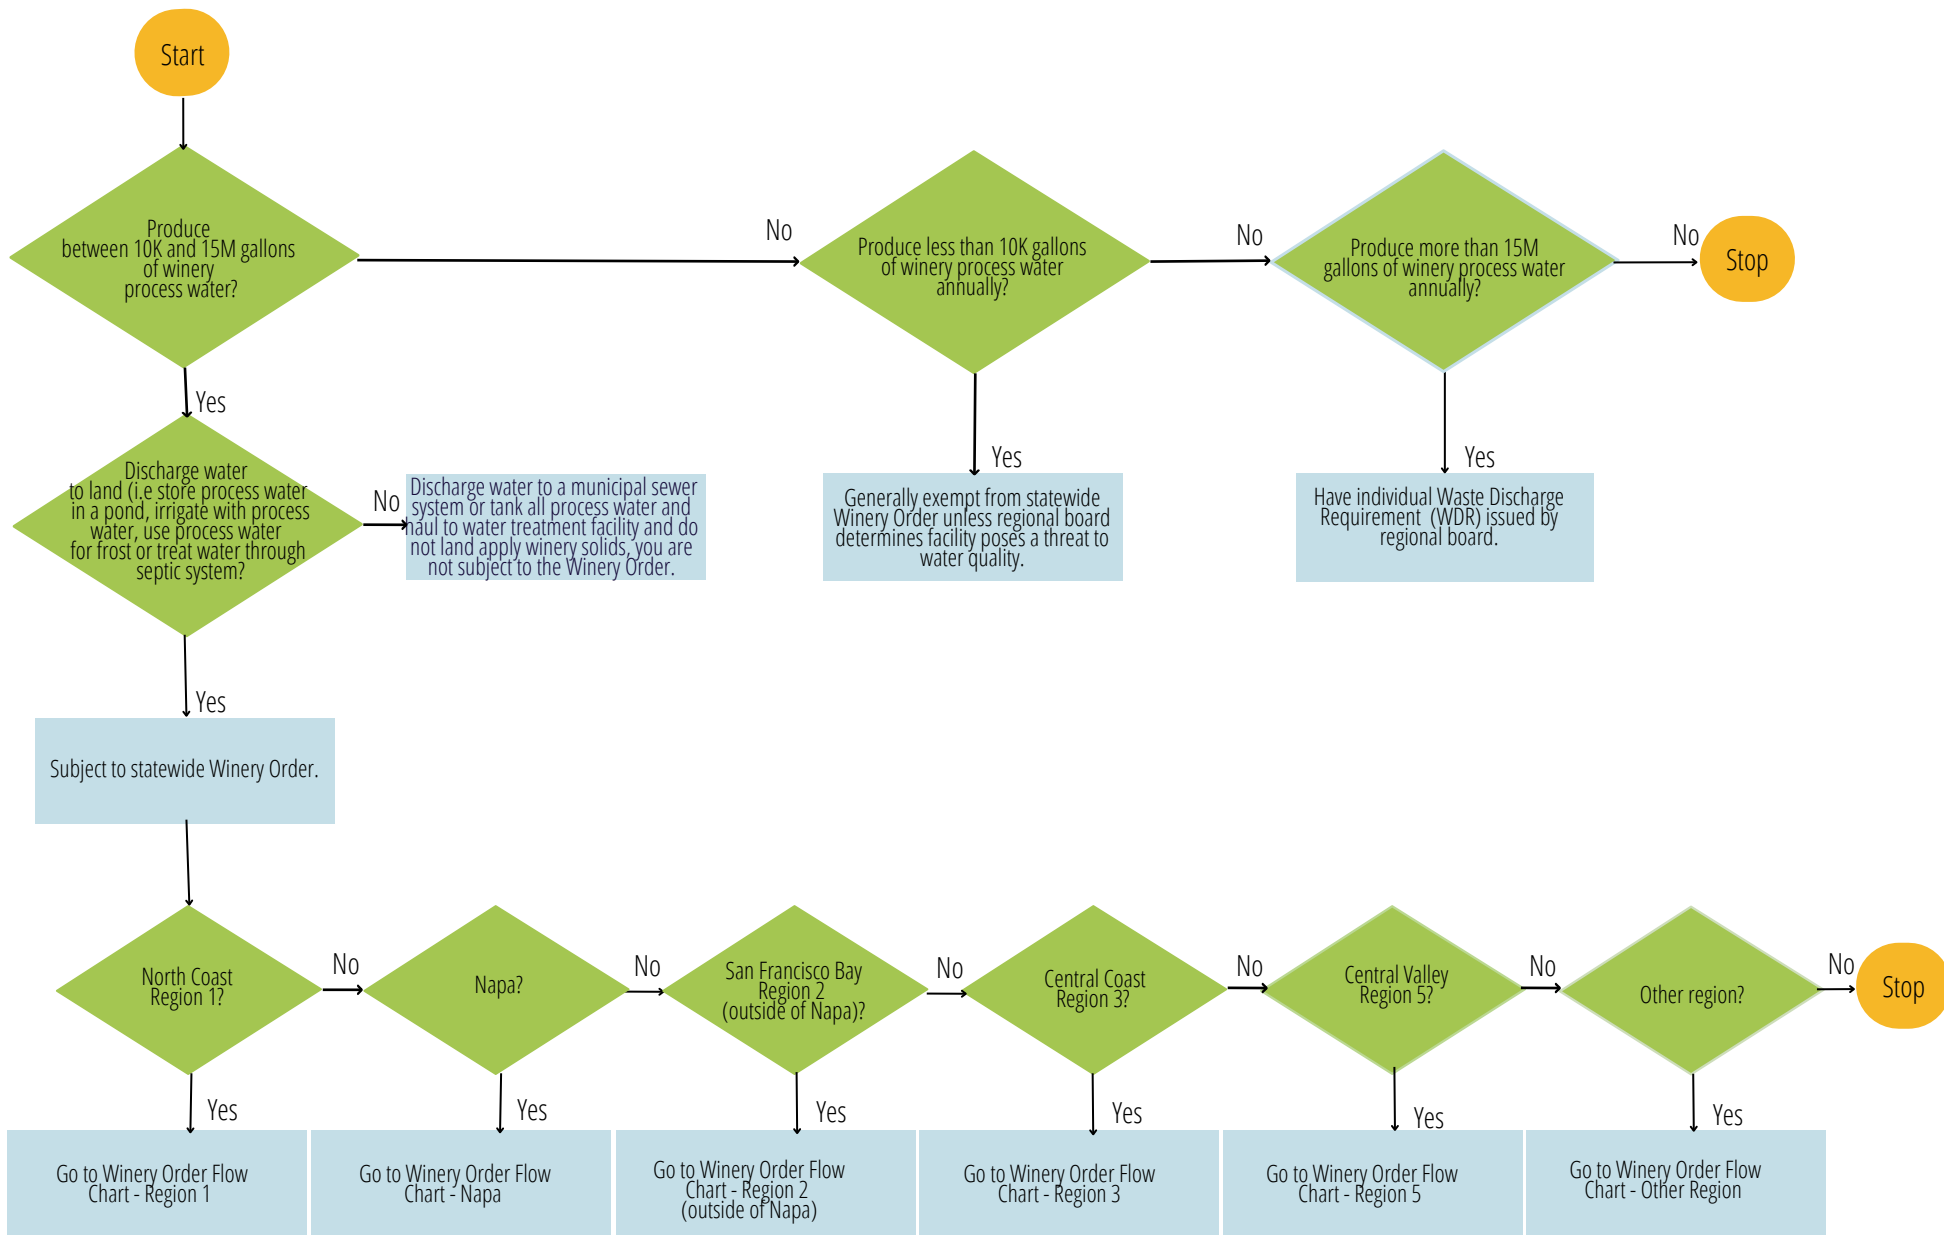 Start
Produce
between 10K and 15M gallons
of winery
process water?
No
Produce less than 10K gallons
of winery process water
annually?
No
Produce more than 15M
gallons of winery process water
annually?
No
Stop
Yes
Discharge water
to land (i.e store process water
in a pond, irrigate with process
water, use process water
for frost or treat water through
septic system?
No
Discharge water to a municipal sewer
system or tank all process water and
haul to water treatment facility and do
not land apply winery solids, you are
not subject to the Winery Order.
Yes
Generally exempt from statewide
Winery Order unless regional board
determines facility poses a threat to
water quality.
Yes
Have individual Waste Discharge
Requirement (WDR) issued by
regional board.
Yes
Subject to statewide Winery Order.
North Coast
Region 1?
No
Napa?
No
San Francisco Bay
Region 2
(outside of Napa)?
No
Central Coast
Region 3?
No
Central Valley
Region 5?
No
Other region?
No
Stop
Yes
Yes
Yes
Yes
Yes
Yes
Go to Winery Order Flow
Chart - Region 1
Go to Winery Order Flow
Chart - Napa
Go to Winery Order Flow
Chart - Region 2
(outside of Napa)
Go to Winery Order Flow
Chart - Region 3
Go to Winery Order Flow
Chart - Region 5
Go to Winery Order Flow
Chart - Other Region